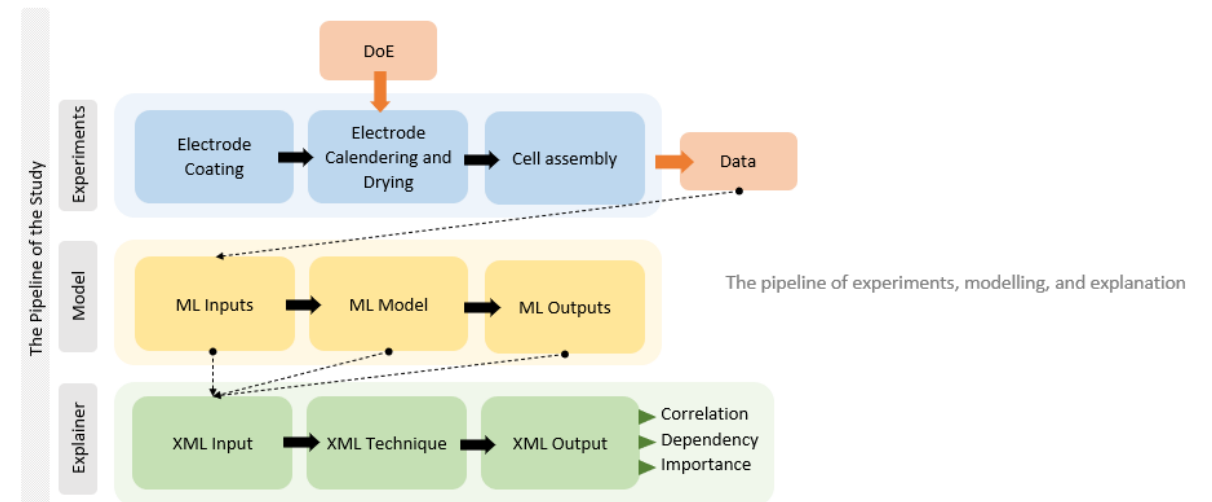 The Pipeline of the Study
DoE
Experiments
Electrode
Coating
Electrode
Calendering and
Drying
Cell assembly
Data
Model
ML Inputs
ML Model
ML Outputs
The pipeline of experiments, modelling, and explanation
Explainer
XML Input
XML Technique
XML Output
Correlation
Dependency
Importance